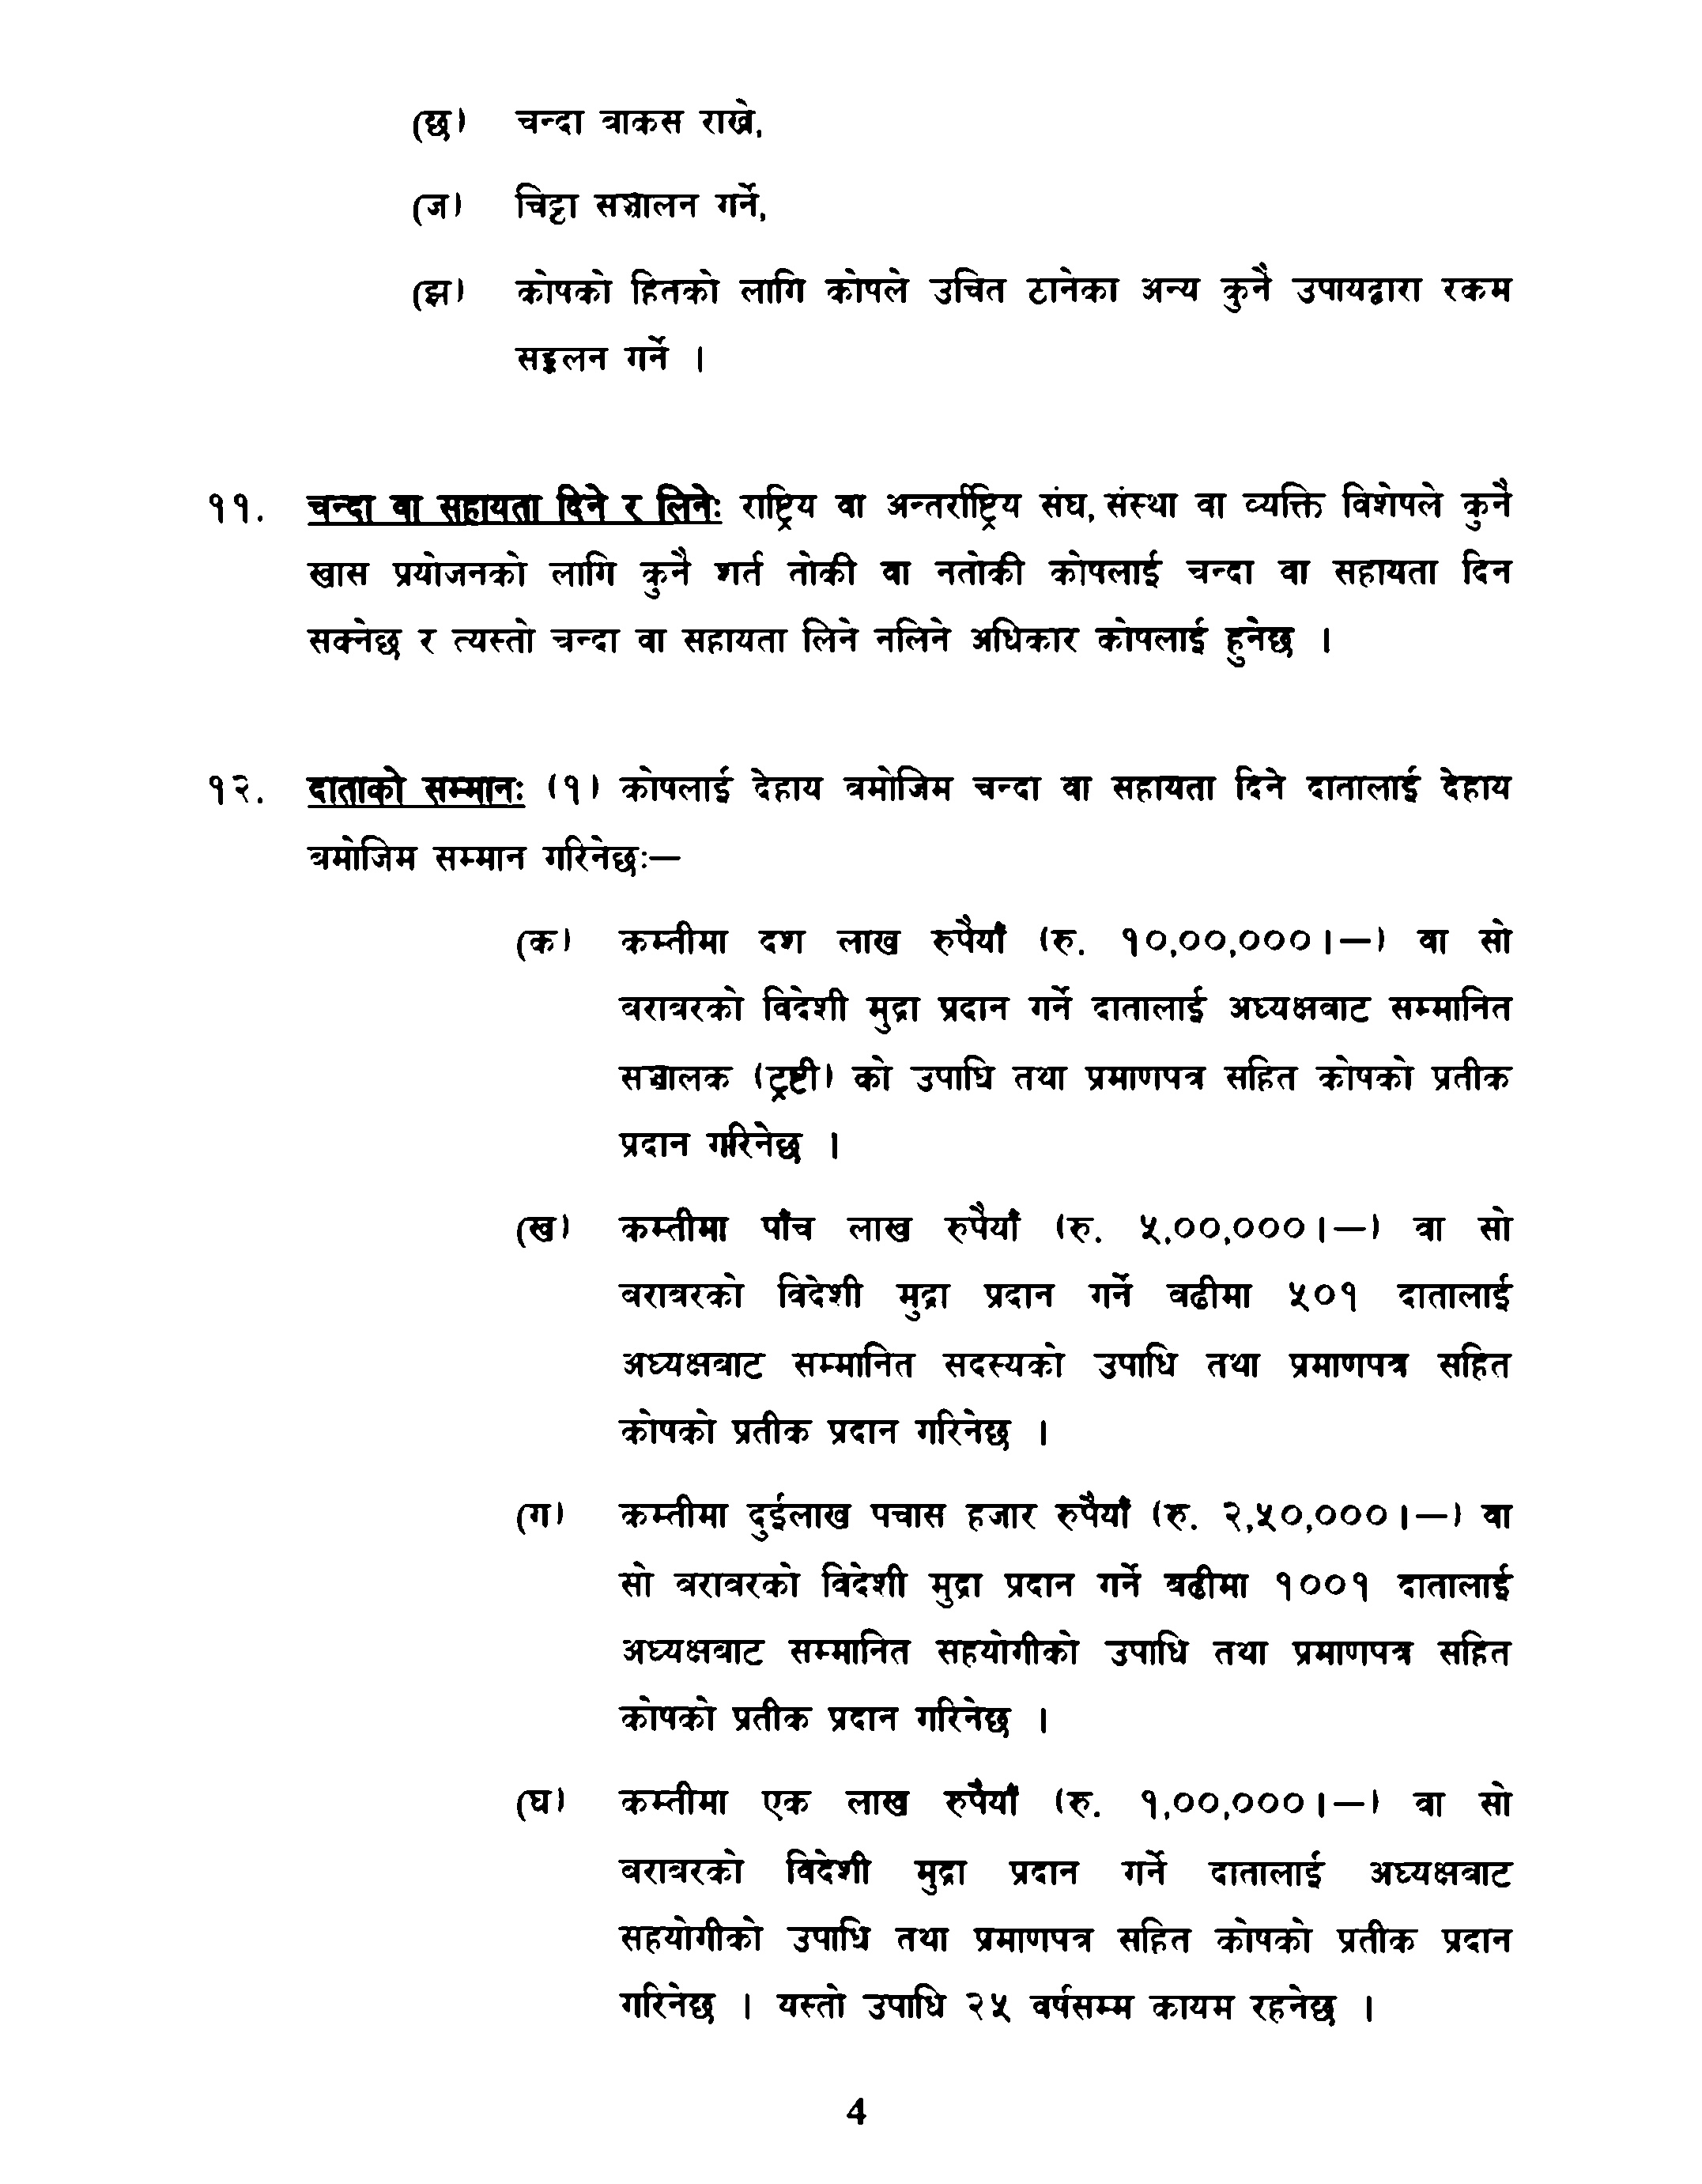 (छ) चन्दा बाकस राख्ने,
(ज) चिट्टा सञ्चालन गर्ने,
(झ) कोषको हितको लागि कोषले उचित ठानेका अन्य कुनै उपायद्वारा रकम
सङ्कलन गर्ने ।
११. चन्दा वा सहायता दिने र लिनेः राष्ट्रिय वा अन्तर्राष्ट्रिय संघ, संस्था वा व्यक्ति विशेषले कुनै
खास प्रयोजनको लागि कुनै शर्त तोकी वा नतोकी कोषलाई चन्दा वा सहायता दिन
सक्नेछ र त्यस्तो चन्दा वा सहायता लिने नलिने अधिकार कोषलाई हुनेछ ।
१२. दाताको सम्मानः (१) कोषलाई देहाय बमोजिम चन्दा वा सहायता दिने दातालाई देहाय
बमोजिम सम्मान गरिनेछः—
(क) कम्तीमा दश लाख रुपैयाँ (रु. १०,००,०००।—) वा सो
बराबरको विदेशी मुद्रा प्रदान गर्ने दातालाई अध्यक्षबाट सम्मानित
सञ्चालक (ट्रष्टी) को उपाधि तथा प्रमाणपत्र सहित कोषको प्रतीक
प्रदान गरिनेछ ।
(ख) कम्तीमा पाँच लाख रुपैयाँ (रु. ५,००,०००।—) वा सो
बराबरको विदेशी मुद्रा प्रदान गर्ने बढीमा ५०१ दातालाई
अध्यक्षबाट सम्मानित सदस्यको उपाधि तथा प्रमाणपत्र सहित
कोषको प्रतीक प्रदान गरिनेछ ।
(ग) कम्तीमा दुईलाख पचास हजार रुपैयाँ (रु. २,५०,०००।—) वा
सो बराबरको विदेशी मुद्रा प्रदान गर्ने बढीमा १००१ दातालाई
अध्यक्षबाट सम्मानित सहयोगीको उपाधि तथा प्रमाणपत्र सहित
कोषको प्रतीक प्रदान गरिनेछ ।
(घ) कम्तीमा एक लाख रुपैयाँ (रु. १,००,०००।—) वा सो
बराबरको विदेशी मुद्रा प्रदान गर्ने दातालाई अध्यक्षबाट
सहयोगीको उपाधि तथा प्रमाणपत्र सहित कोषको प्रतीक प्रदान
गरिनेछ । यस्तो उपाधि २५ वर्षसम्म कायम रहनेछ ।
4